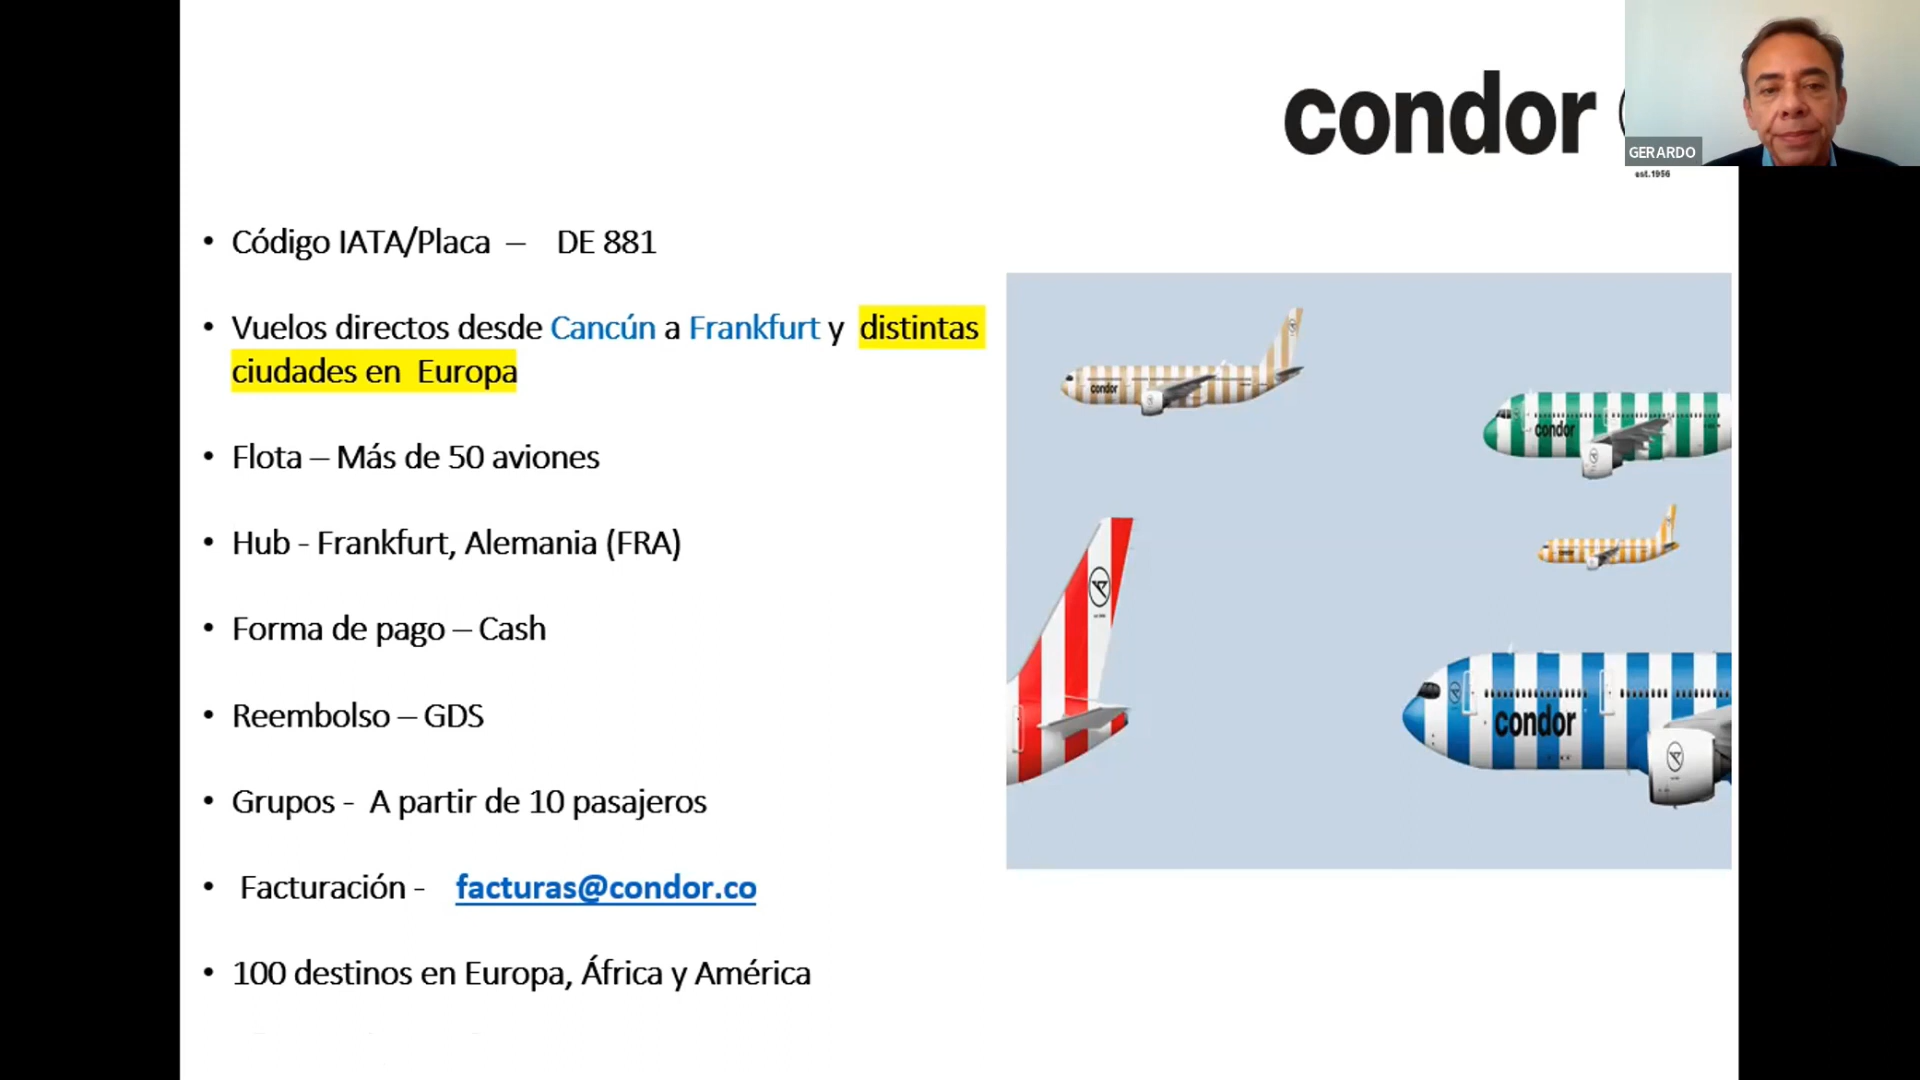 condor
GERARDO
est.1956
• Código IATA/Placa – DE 881
• Vuelos directos desde Cancún a Frankfurt y distintas
ciudades en Europa
• Flota – Más de 50 aviones
• Hub - Frankfurt, Alemania (FRA)
• Forma de pago – Cash
• Reembolso – GDS
• Grupos - A partir de 10 pasajeros
• Facturación - facturas@condor.co
• 100 destinos en Europa, África y América
condor
condor
condor
condor